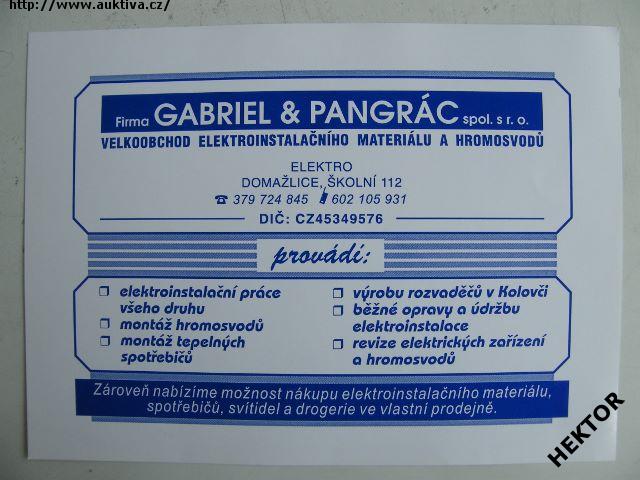 http://www.auktiva.cz/
Firma GABRIEL & PANGRÁC spol. s r. o.
VELKOOBCHOD ELEKTROINSTALAČNÍHO MATERIÁLU A HROMOSVODŮ
ELEKTRO
DOMAŽLICE, ŠKOLNÍ 112
☎ 379 724 845 602 105 931
DIČ: CZ45349576
provádí:
❐ elektroinstalační práce
všeho druhu
❐ montáž hromosvodů
❐ montáž tepelných
spotřebičů
❐ výrobu rozvaděčů v Kolovči
❐ běžné opravy a údržbu
elektroinstalace
❐ revize elektrických zařízení
a hromosvodů
Zároveň nabízíme možnost nákupu elektroinstalačního materiálu,
spotřebičů, svítidel a drogerie ve vlastní prodejně.
HEKTOR